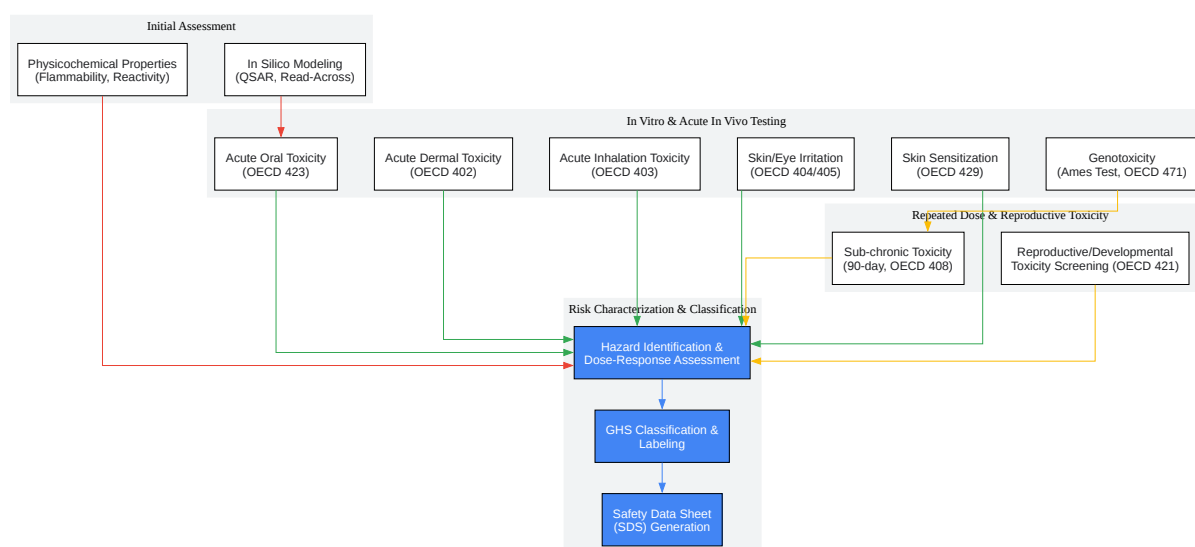 Initial Assessment
Physicochemical Properties
(Flammability, Reactivity)
In Silico Modeling
(QSAR, Read-Across)
In Vitro & Acute In Vivo Testing
Acute Oral Toxicity
(OECD 423)
Acute Dermal Toxicity
(OECD 402)
Acute Inhalation Toxicity
(OECD 403)
Skin/Eye Irritation
(OECD 404/405)
Skin Sensitization
(OECD 429)
Genotoxicity
(Ames Test, OECD 471)
Repeated Dose & Reproductive Toxicity
Sub-chronic Toxicity
(90-day, OECD 408)
Reproductive/Developmental
Toxicity Screening (OECD 421)
Risk Characterization & Classification
Hazard Identification &
Dose-Response Assessment
GHS Classification &
Labeling
Safety Data Sheet
(SDS) Generation